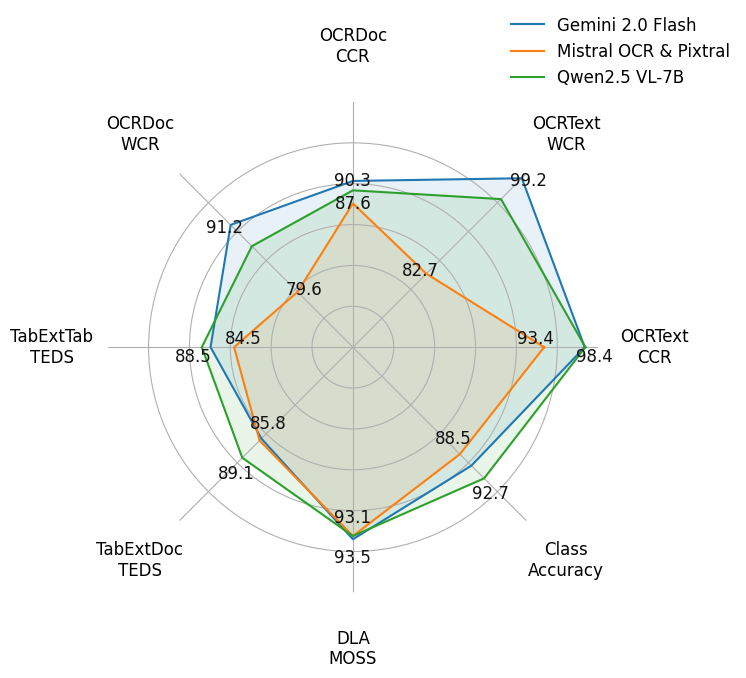 Gemini 2.0 Flash
Mistral OCR & Pixtral
Qwen2.5 VL-7B
OCRDoc
CCR
OCRDoc
WCR
OCRText
WCR
90.3
99.2
87.6
91.2
82.7
79.6
TabExtTab
TEDS
84.5
88.5
93.4
98.4
OCRText
CCR
85.8
88.5
89.1
92.7
93.1
93.5
TabExtDoc
TEDS
Class
Accuracy
DLA
MOSS